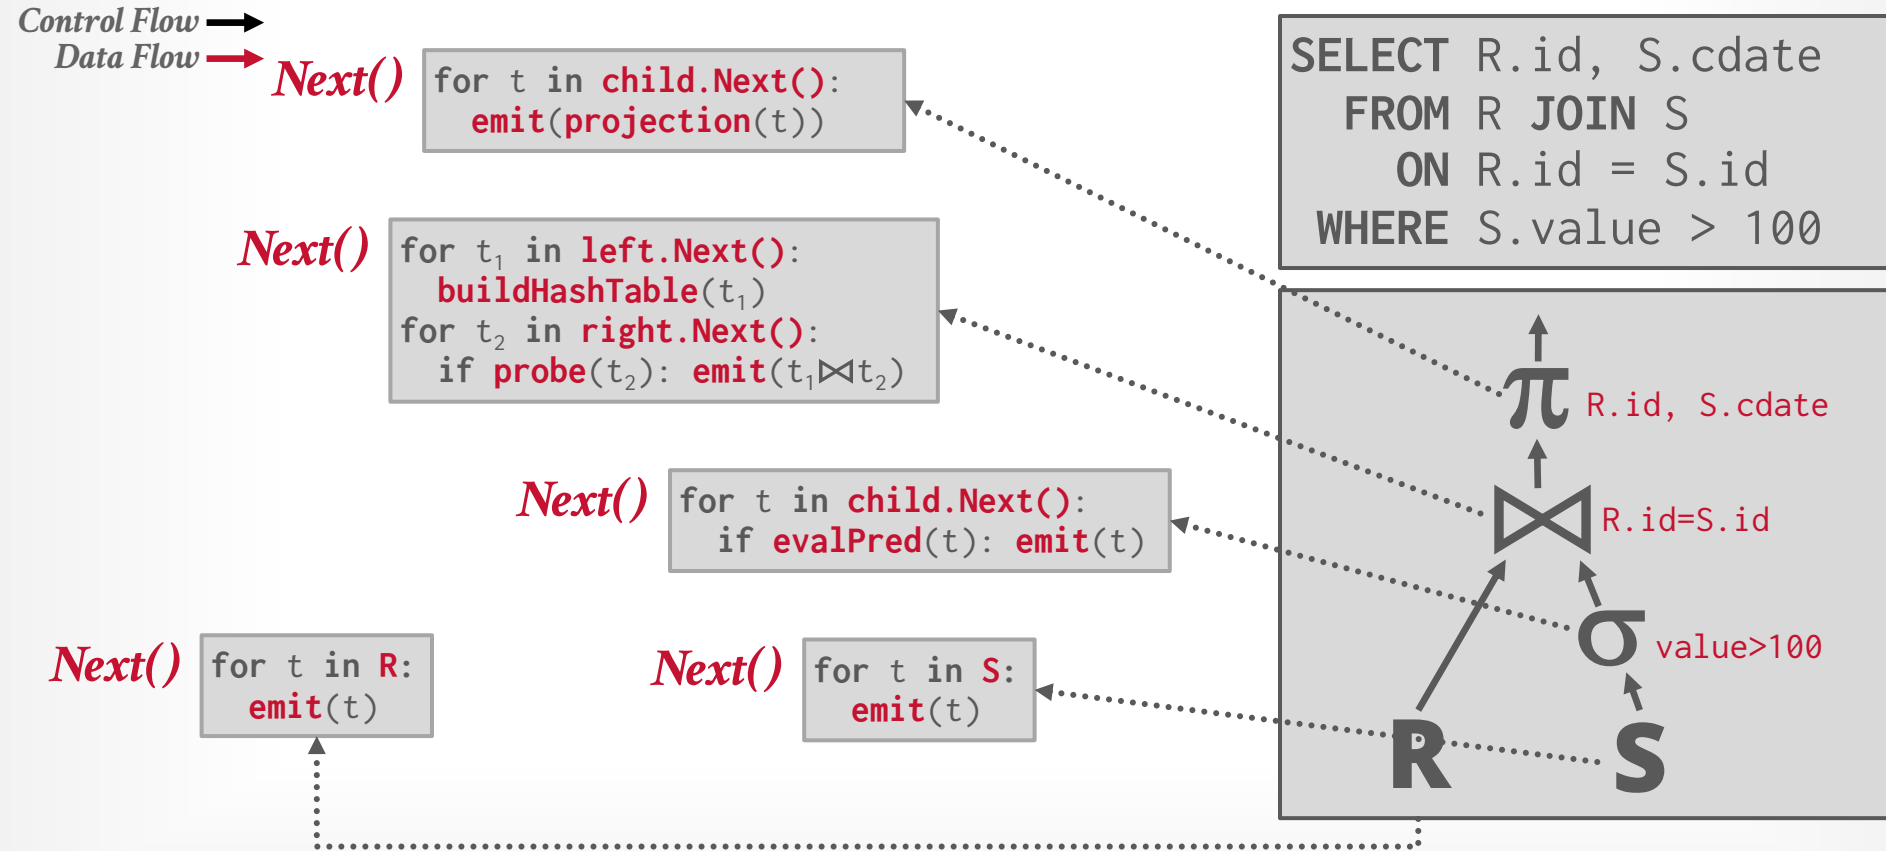 Control Flow
Data Flow
Next()
for t in child.Next():
emit(projection(t))
Next()
for t₁ in left.Next():
buildHashTable(t₁)
for t₂ in right.Next():
if probe(t₂): emit(t₁⨝t₂)
Next()
for t in child.Next():
if evalPred(t): emit(t)
Next()
for t in R:
emit(t)
Next()
for t in S:
emit(t)
SELECT R.id, S.cdate
FROM R JOIN S
ON R.id = S.id
WHERE S.value > 100
π R.id, S.cdate
⨝ R.id=S.id
σ value>100
R S